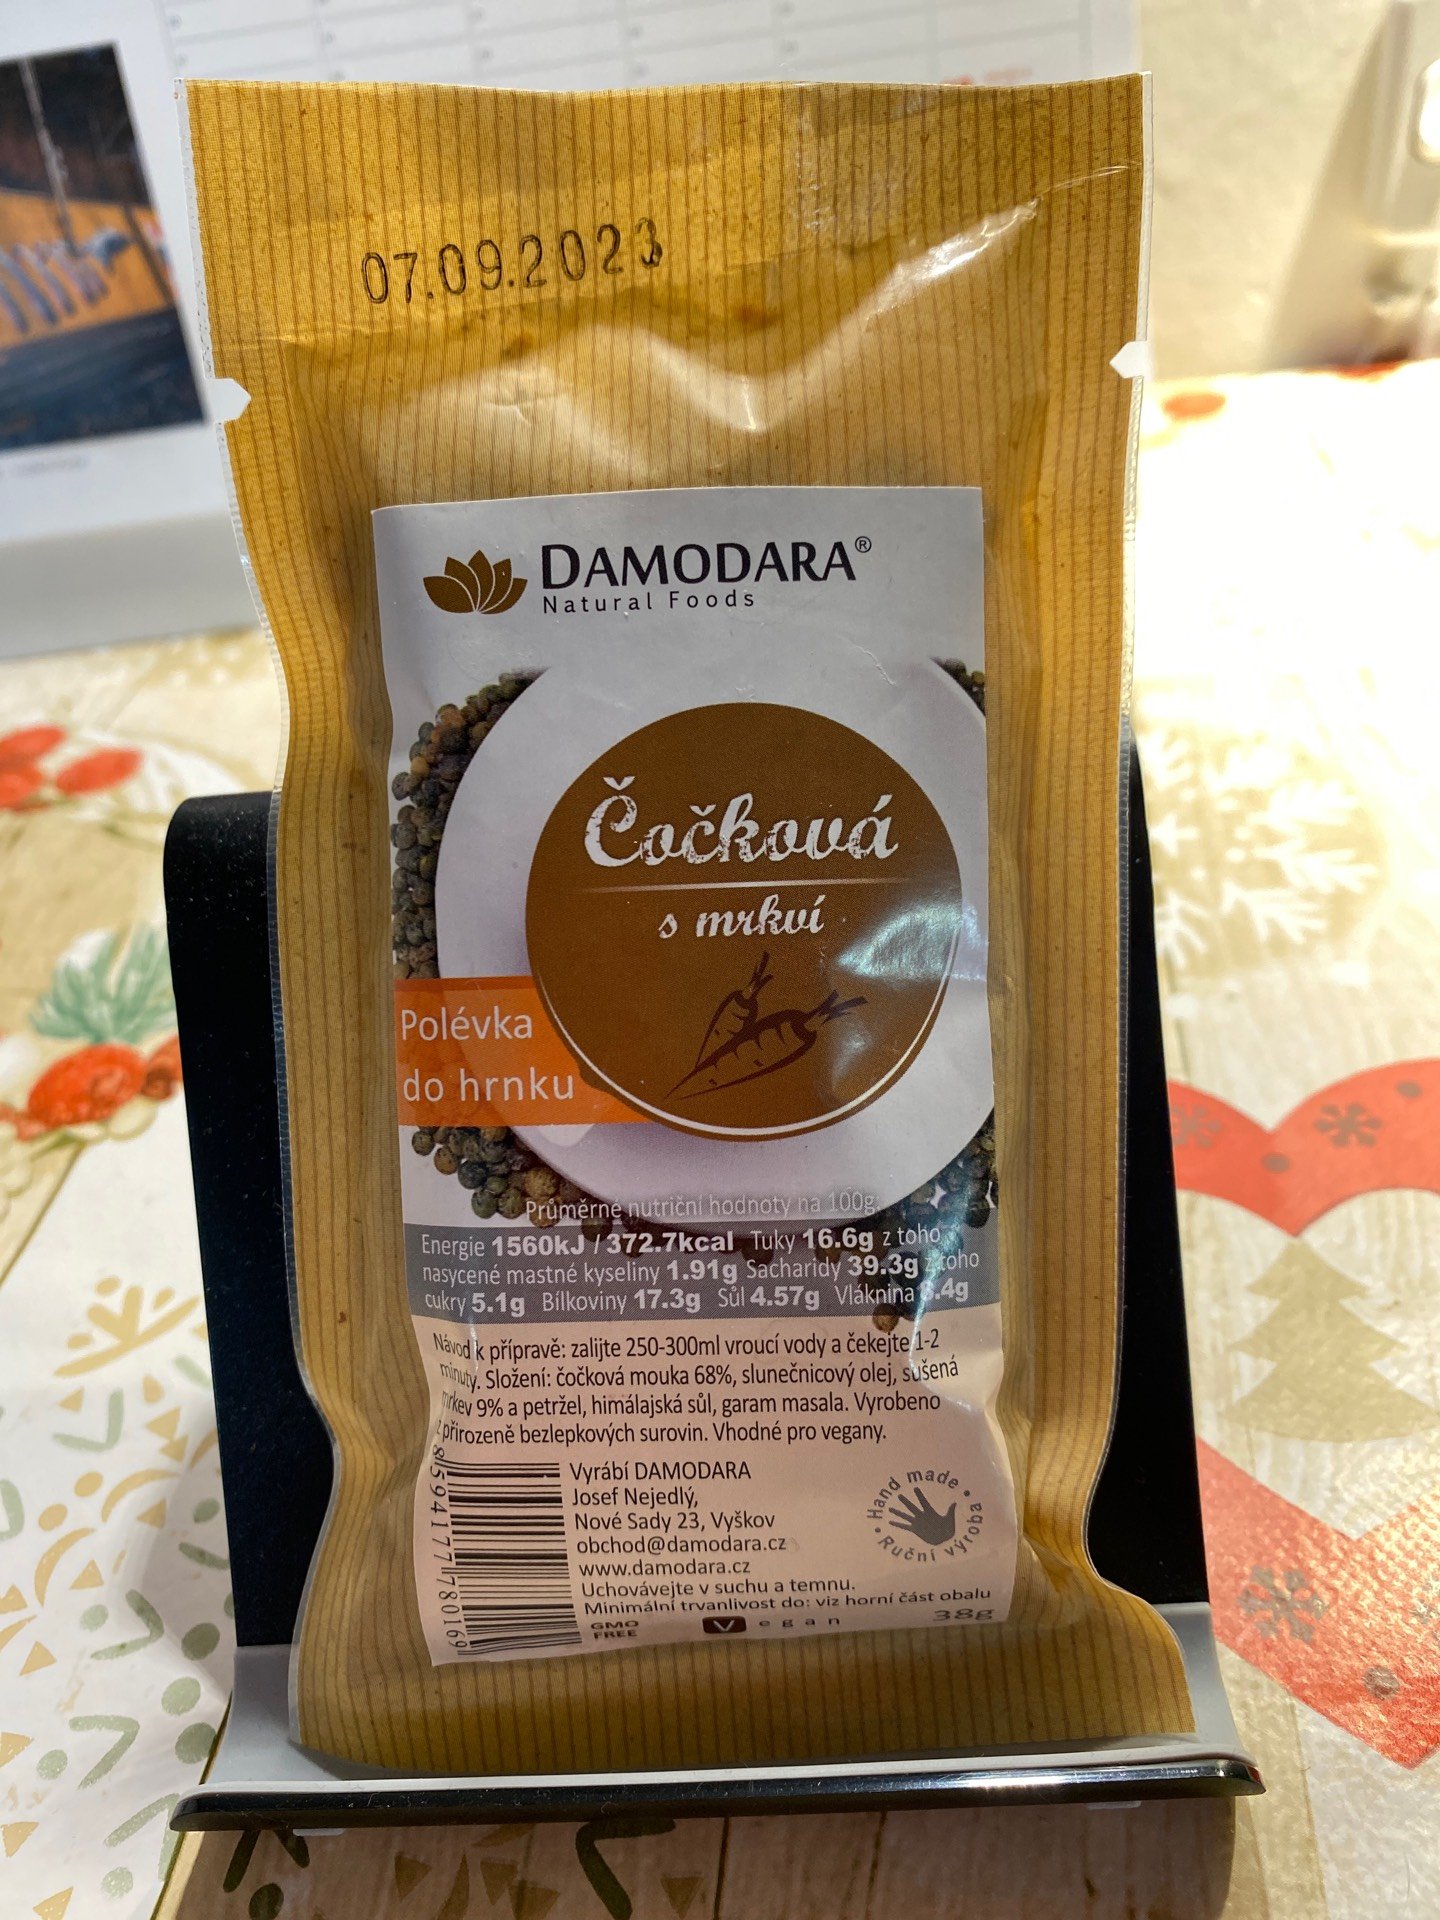 07.09.2023
DAMODARA®
Natural Foods
Čočková
s mrkví
Polévka
do hrnku
Průměrné nutriční hodnoty na 100g:
Energie 1560kJ / 372.7kcal Tuky 16.6g z toho
nasycené mastné kyseliny 1.91g Sacharidy 39.3g z toho
cukry 5.1g Bílkoviny 17.3g Sůl 4.57g Vláknina
Návod k přípravě: zalijte 250-300ml vroucí vody a čekejte 1-2
minuty. Složení: čočková mouka 68%, slunečnicový olej, sušená
mrkev 9% a petržel, himálajská sůl, garam masala. Vyrobeno
z přirozeně bezlepkových surovin. Vhodné pro vegany.
8594177780169
Vyrábí DAMODARA
Josef Nejedlý,
Nové Sady 23, Vyškov
obchod@damodara.cz
www.damodara.cz
Uchovávejte v suchu a temnu.
Minimální trvanlivost do: viz horní část obalu
Hand made •
Ruční výroba •
GMO
FREE
Vegan
38g